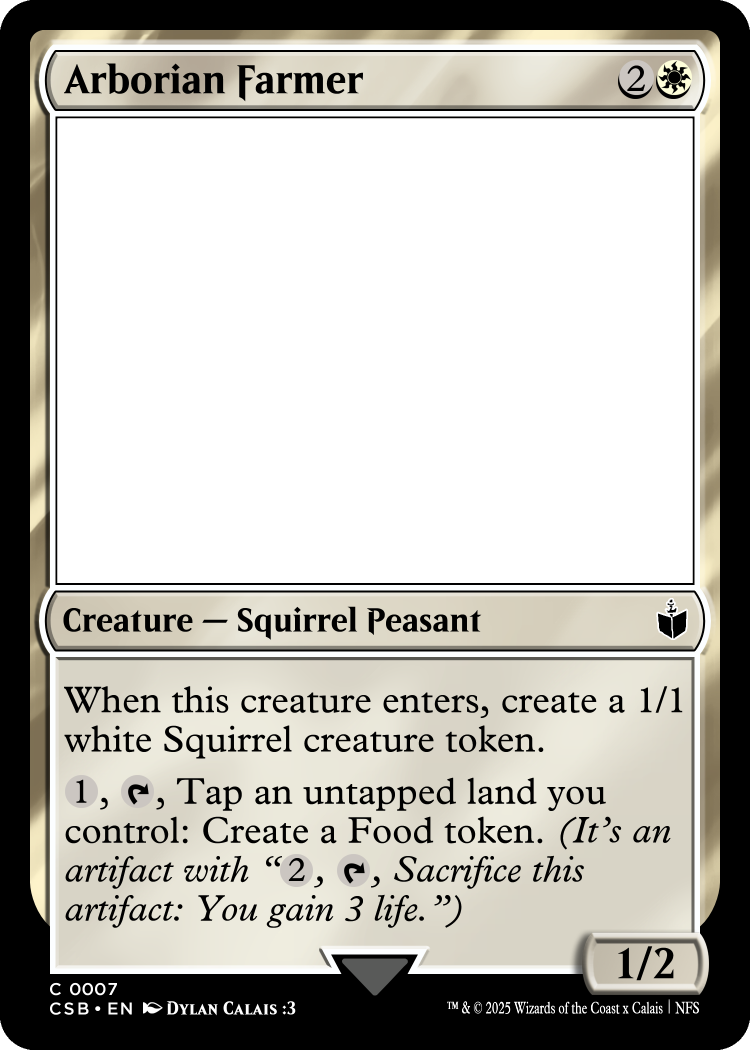 Arborian Farmer 2
Creature — Squirrel Peasant
When this creature enters, create a 1/1
white Squirrel creature token.
1, , Tap an untapped land you
control: Create a Food token. (It’s an
artifact with “2, , Sacrifice this
artifact: You gain 3 life.”)
1/2
C 0007
CSB • EN DYLAN CALAIS :3
™ & © 2025 Wizards of the Coast x Calais | NFS